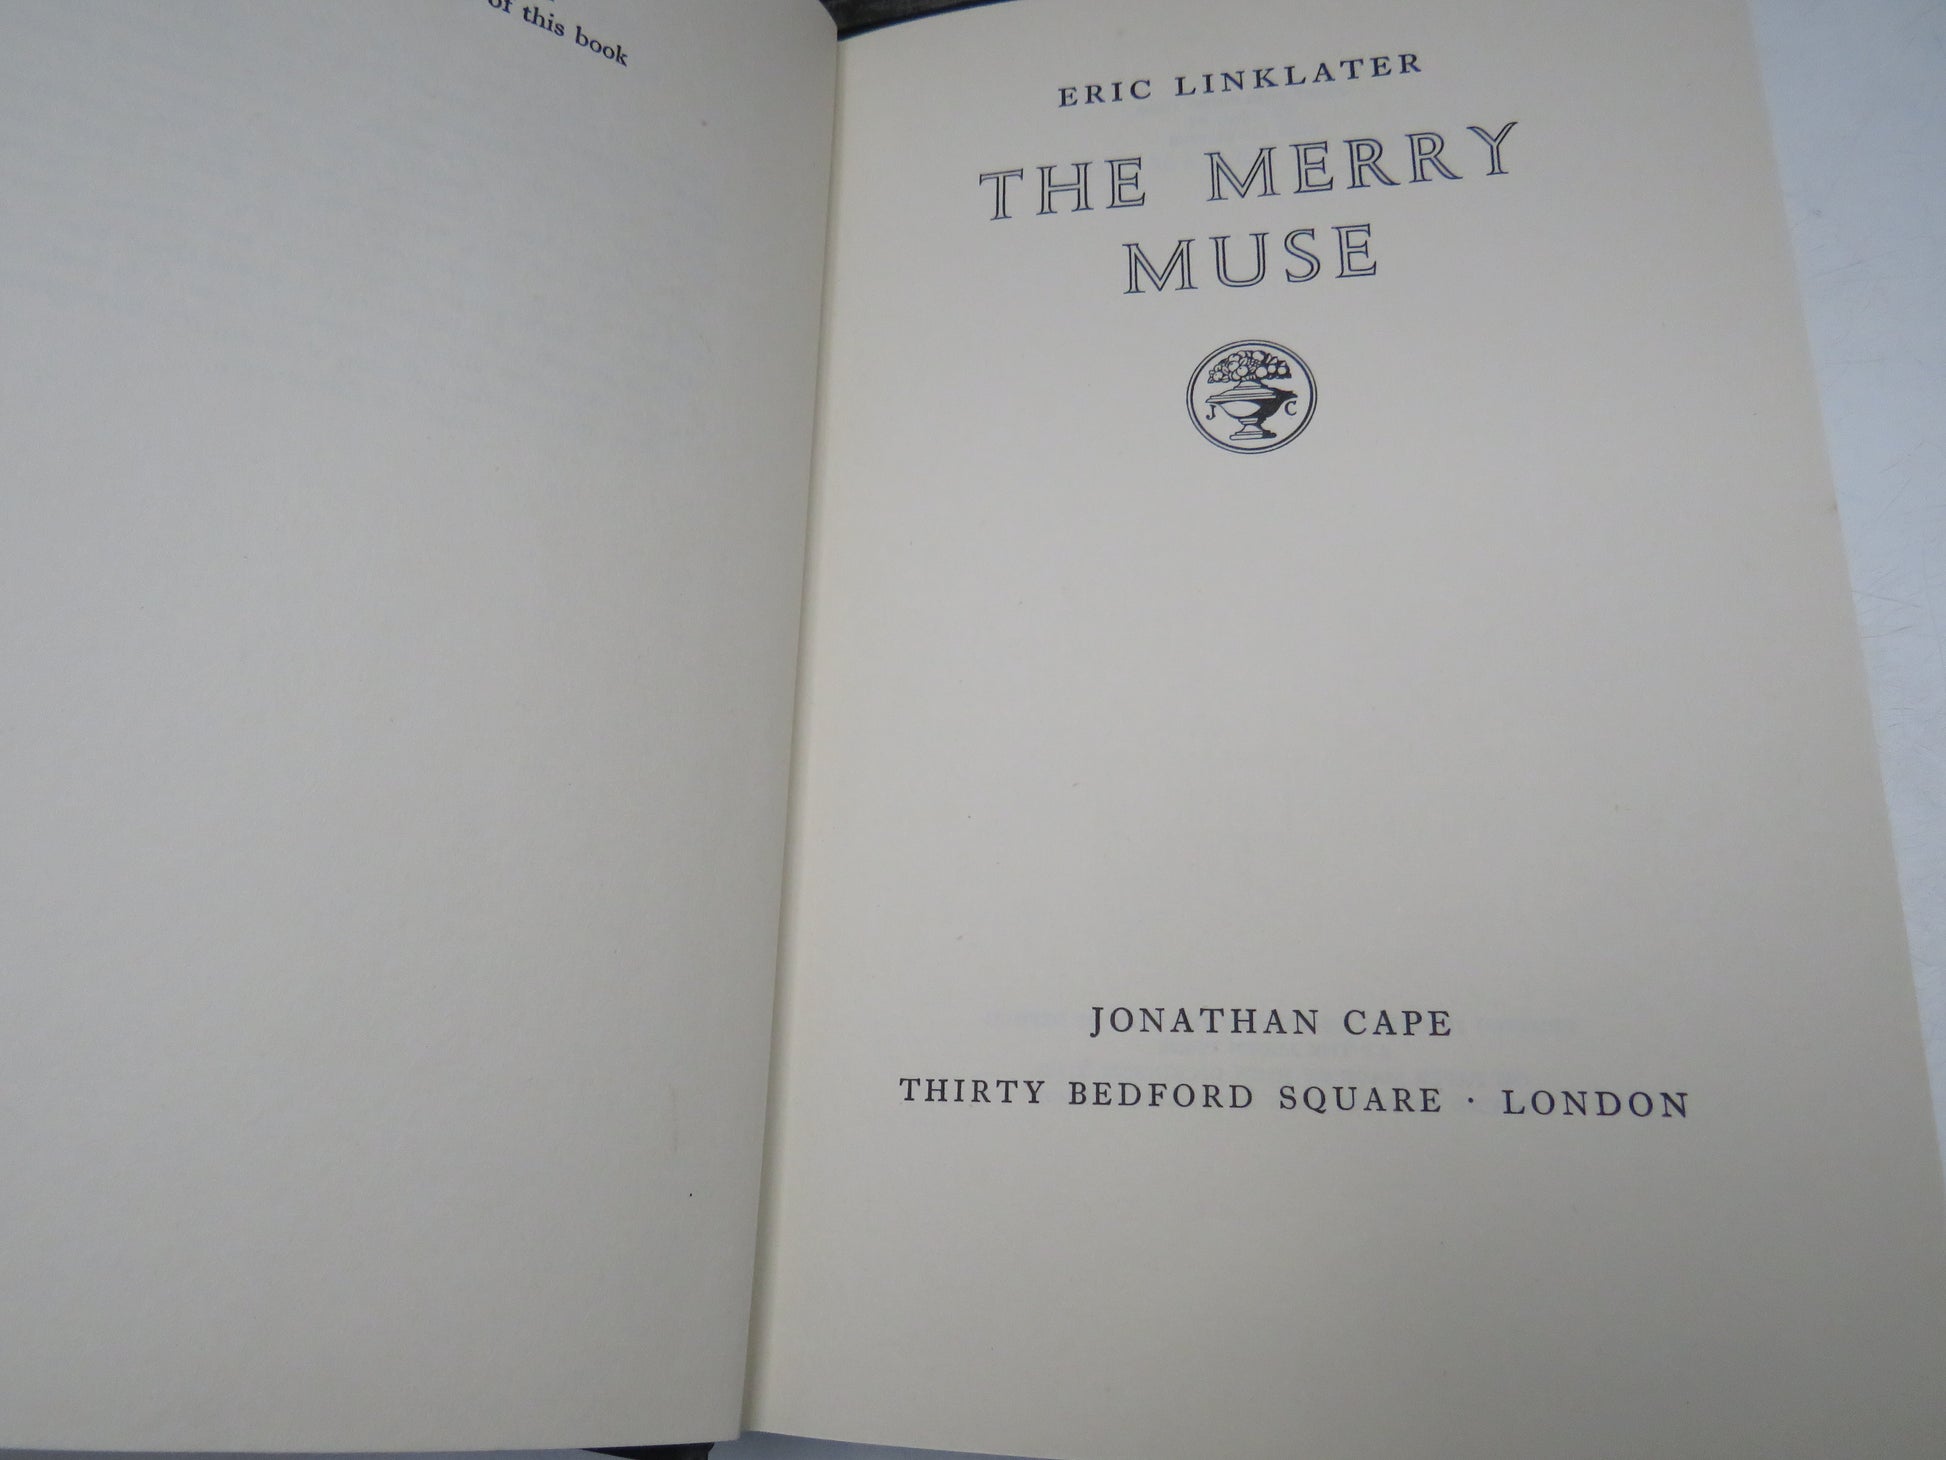 of this book
ERIC LINKLATER
THE MERRY
MUSE
J C
JONATHAN CAPE
THIRTY BEDFORD SQUARE · LONDON